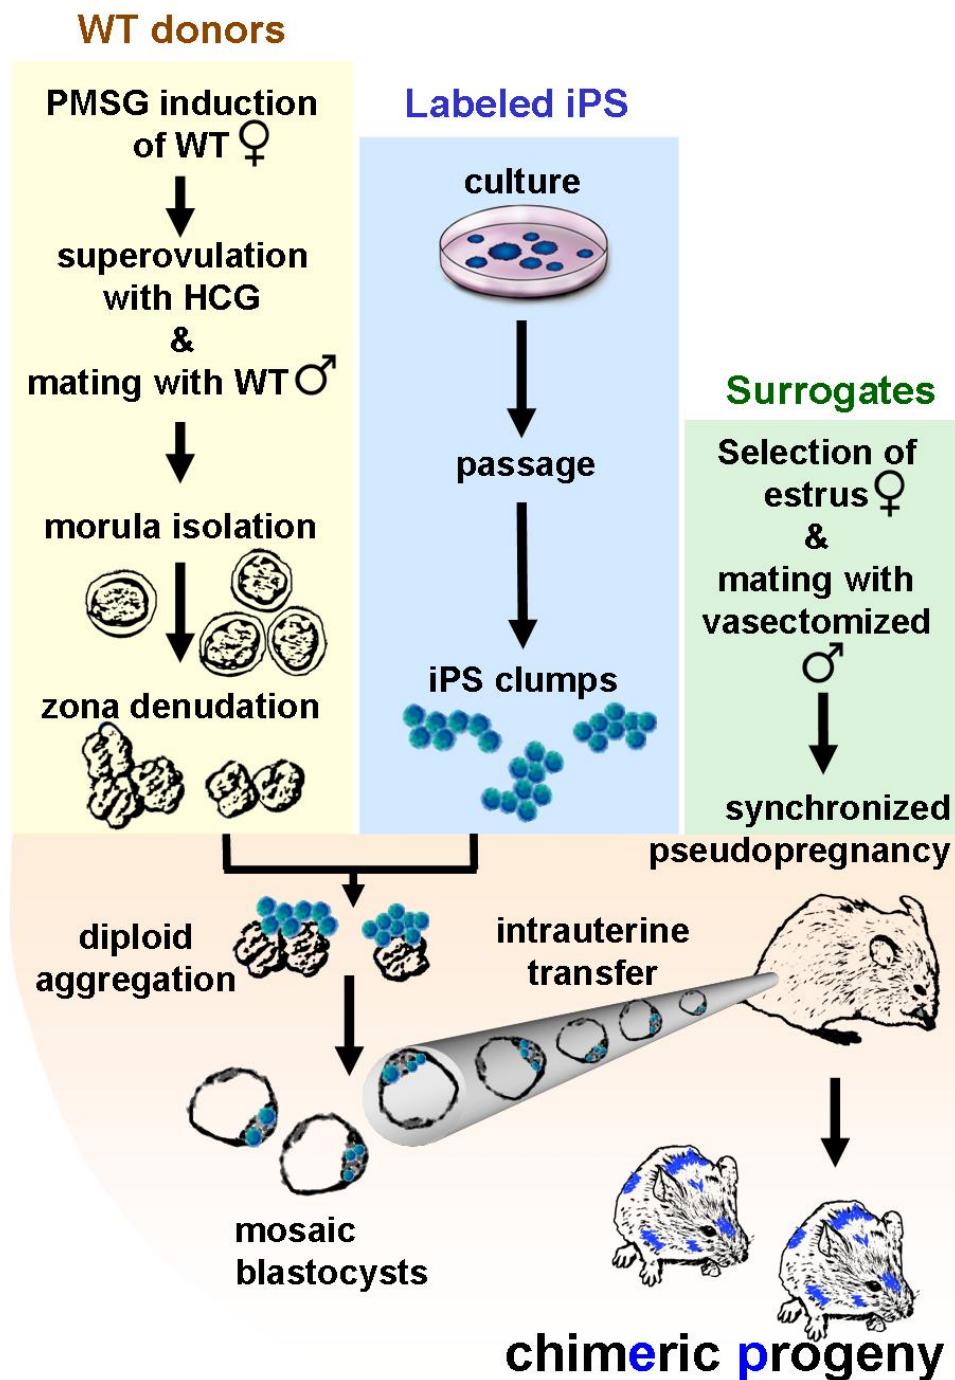 WT donors
PMSG induction
of WT ♀
superovulation
with HCG
&
mating with WT ♂
morula isolation
zona denudation
Labeled iPS
culture
passage
iPS clumps
Surrogates
Selection of
estrus ♀
&
mating with
vasectomized
♂
synchronized
pseudopregnancy
diploid
aggregation
intrauterine
transfer
mosaic
blastocysts
chimeric progeny